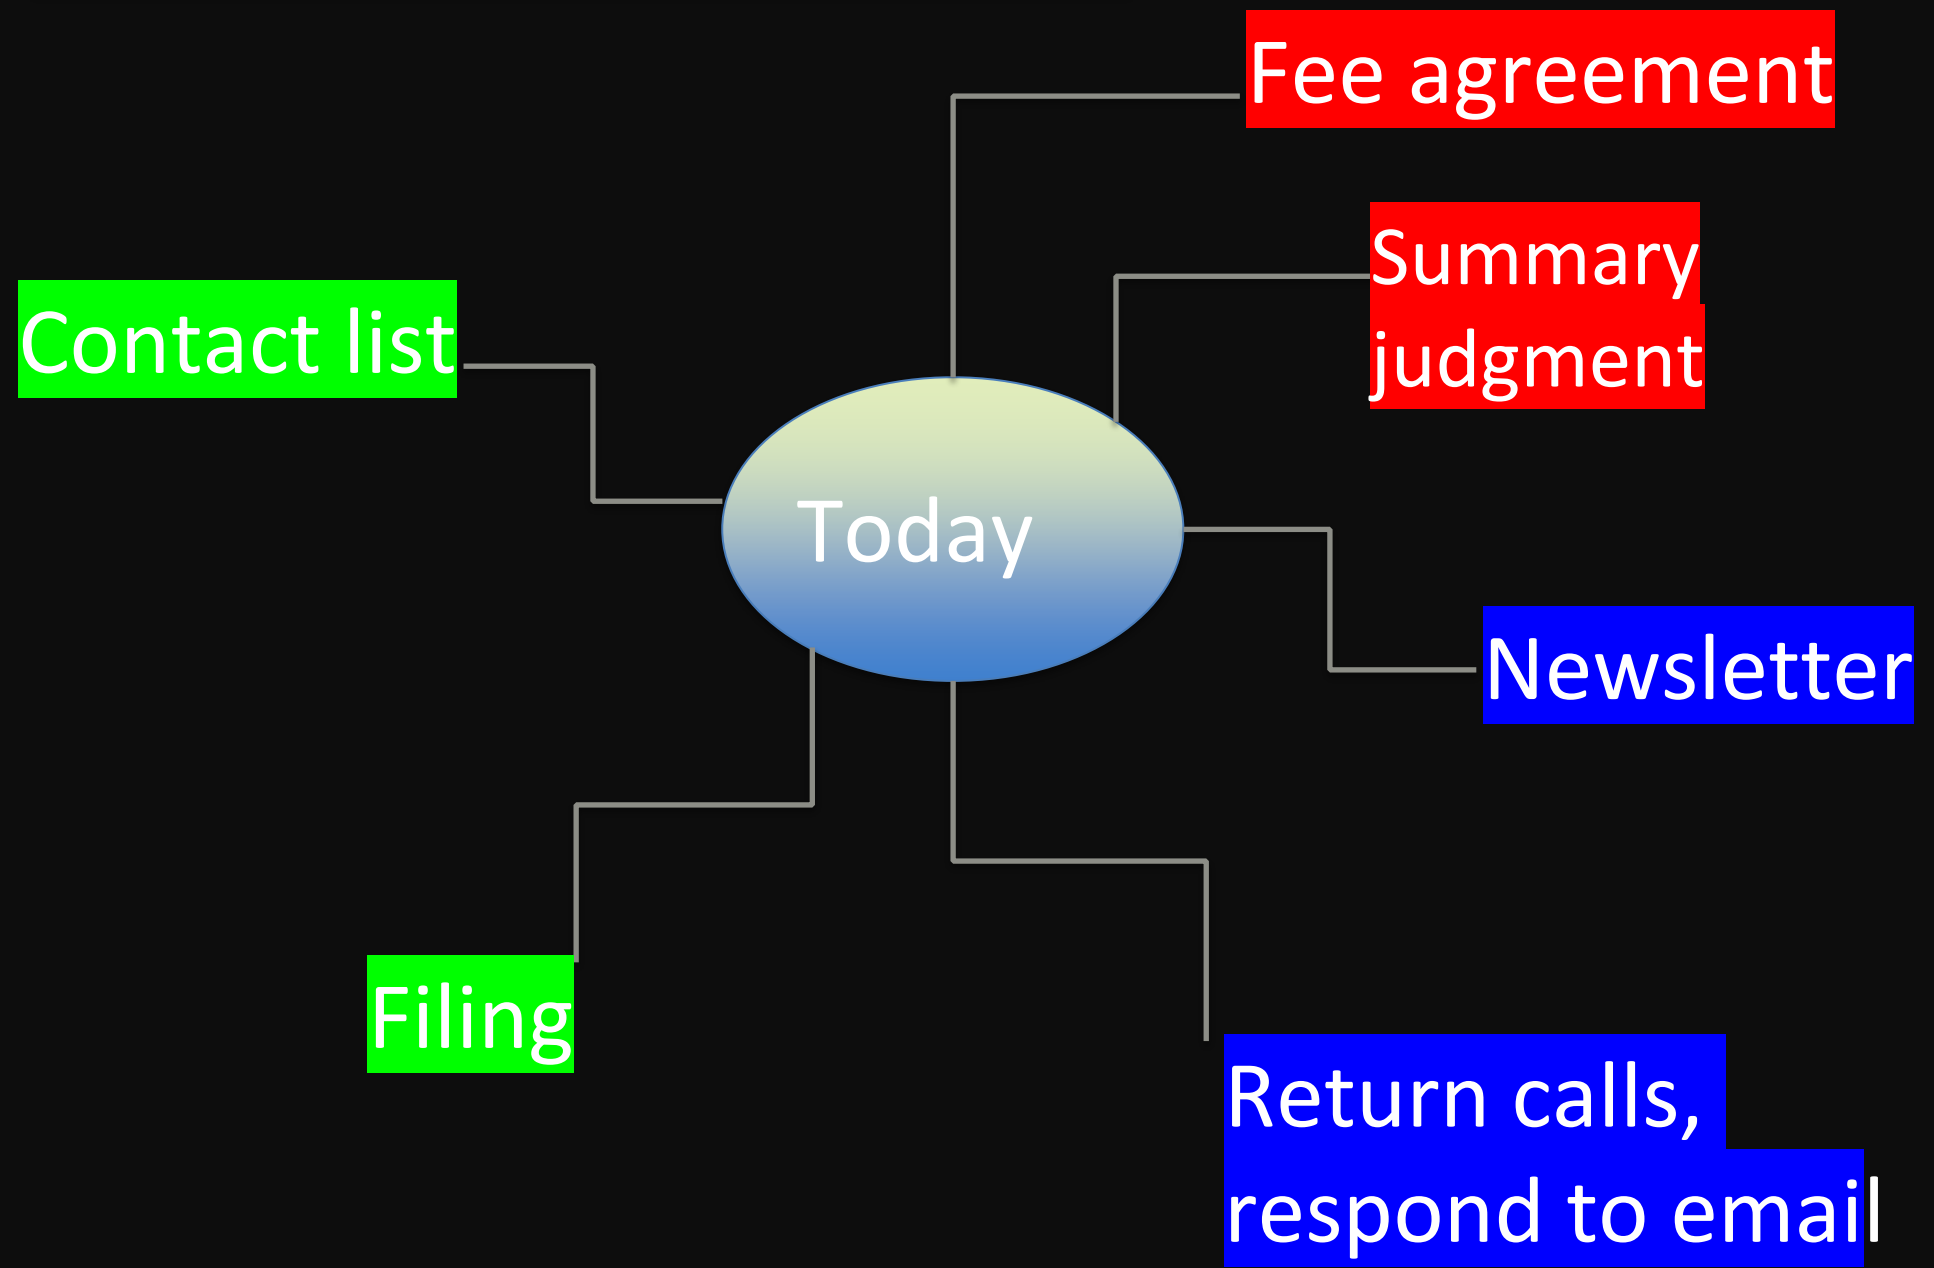 Fee agreement
Summary
judgment
Contact list
Today
Newsletter
Filing
Return calls,
respond to email